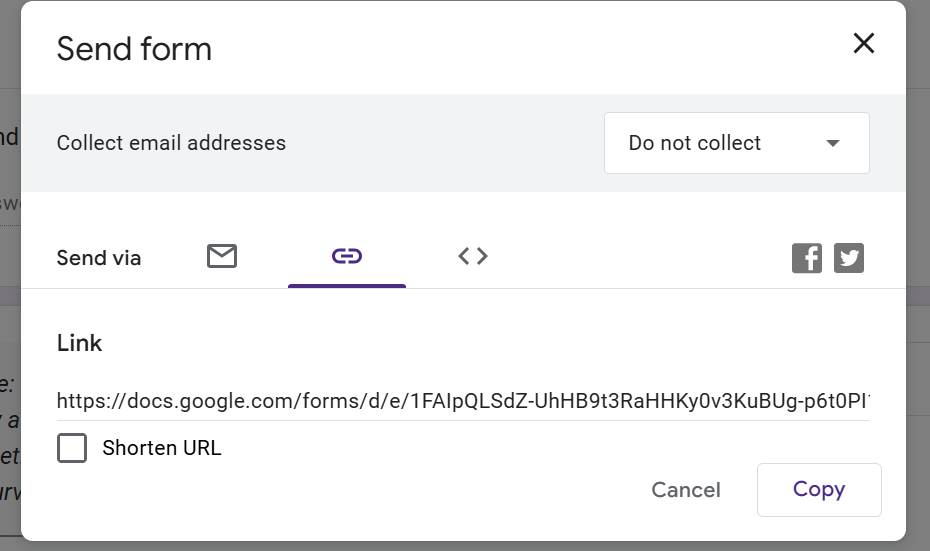 Send form
Collect email addresses
Do not collect
Send via
Link
https://docs.google.com/forms/d/e/1FAIpQLSdZ-UhHB9t3RaHHKy0v3KuBUg-p6t0PI
Shorten URL
Cancel
Copy